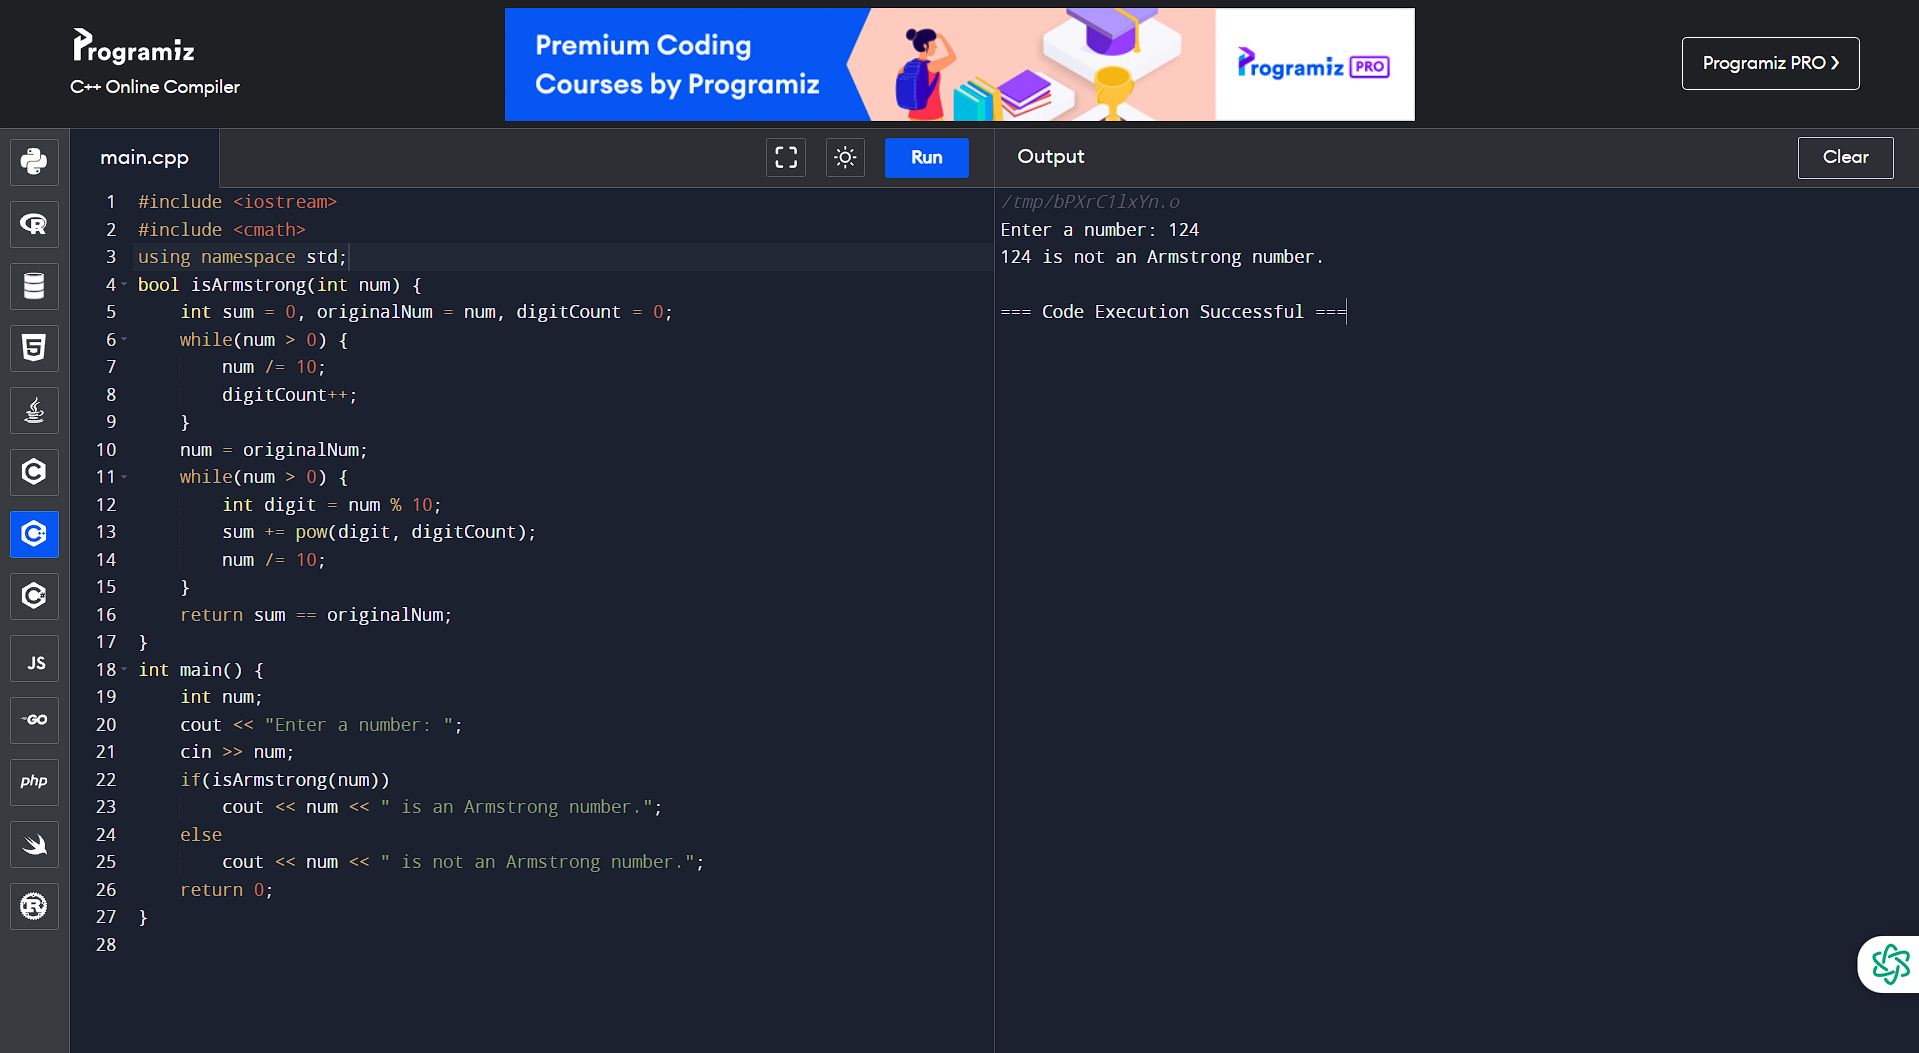 Programiz
C++ Online Compiler
Premium Coding
Courses by Programiz
Programiz PRO
Programiz PRO ❯
main.cpp
Run
Output
Clear
1 #include <iostream>
2 #include <cmath>
3 using namespace std;
4 bool isArmstrong(int num) {
5     int sum = 0, originalNum = num, digitCount = 0;
6     while(num > 0) {
7         num /= 10;
8         digitCount++;
9     }
10     num = originalNum;
11     while(num > 0) {
12         int digit = num % 10;
13         sum += pow(digit, digitCount);
14         num /= 10;
15     }
16     return sum == originalNum;
17 }
18 int main() {
19     int num;
20     cout << "Enter a number: ";
21     cin >> num;
22     if(isArmstrong(num))
23         cout << num << " is an Armstrong number.";
24     else
25         cout << num << " is not an Armstrong number.";
26     return 0;
27 }
28
/tmp/bPXrC1lxYn.o
Enter a number: 124
124 is not an Armstrong number.
=== Code Execution Successful ===
R
5
C
C++
C#
JS
GO
php
R